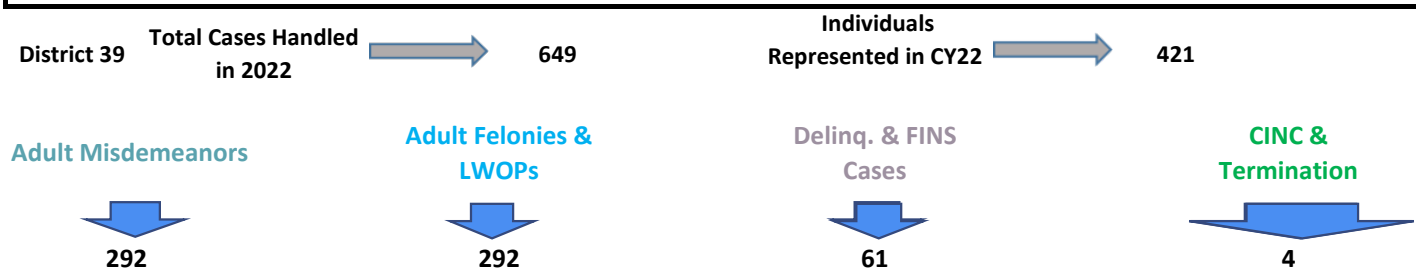 District 39
Total Cases Handled
in 2022
649
Individuals
Represented in CY22
421
Adult Misdemeanors
Adult Felonies &
LWOPs
Delinq. & FINS
Cases
CINC &
Termination
292
292
61
4